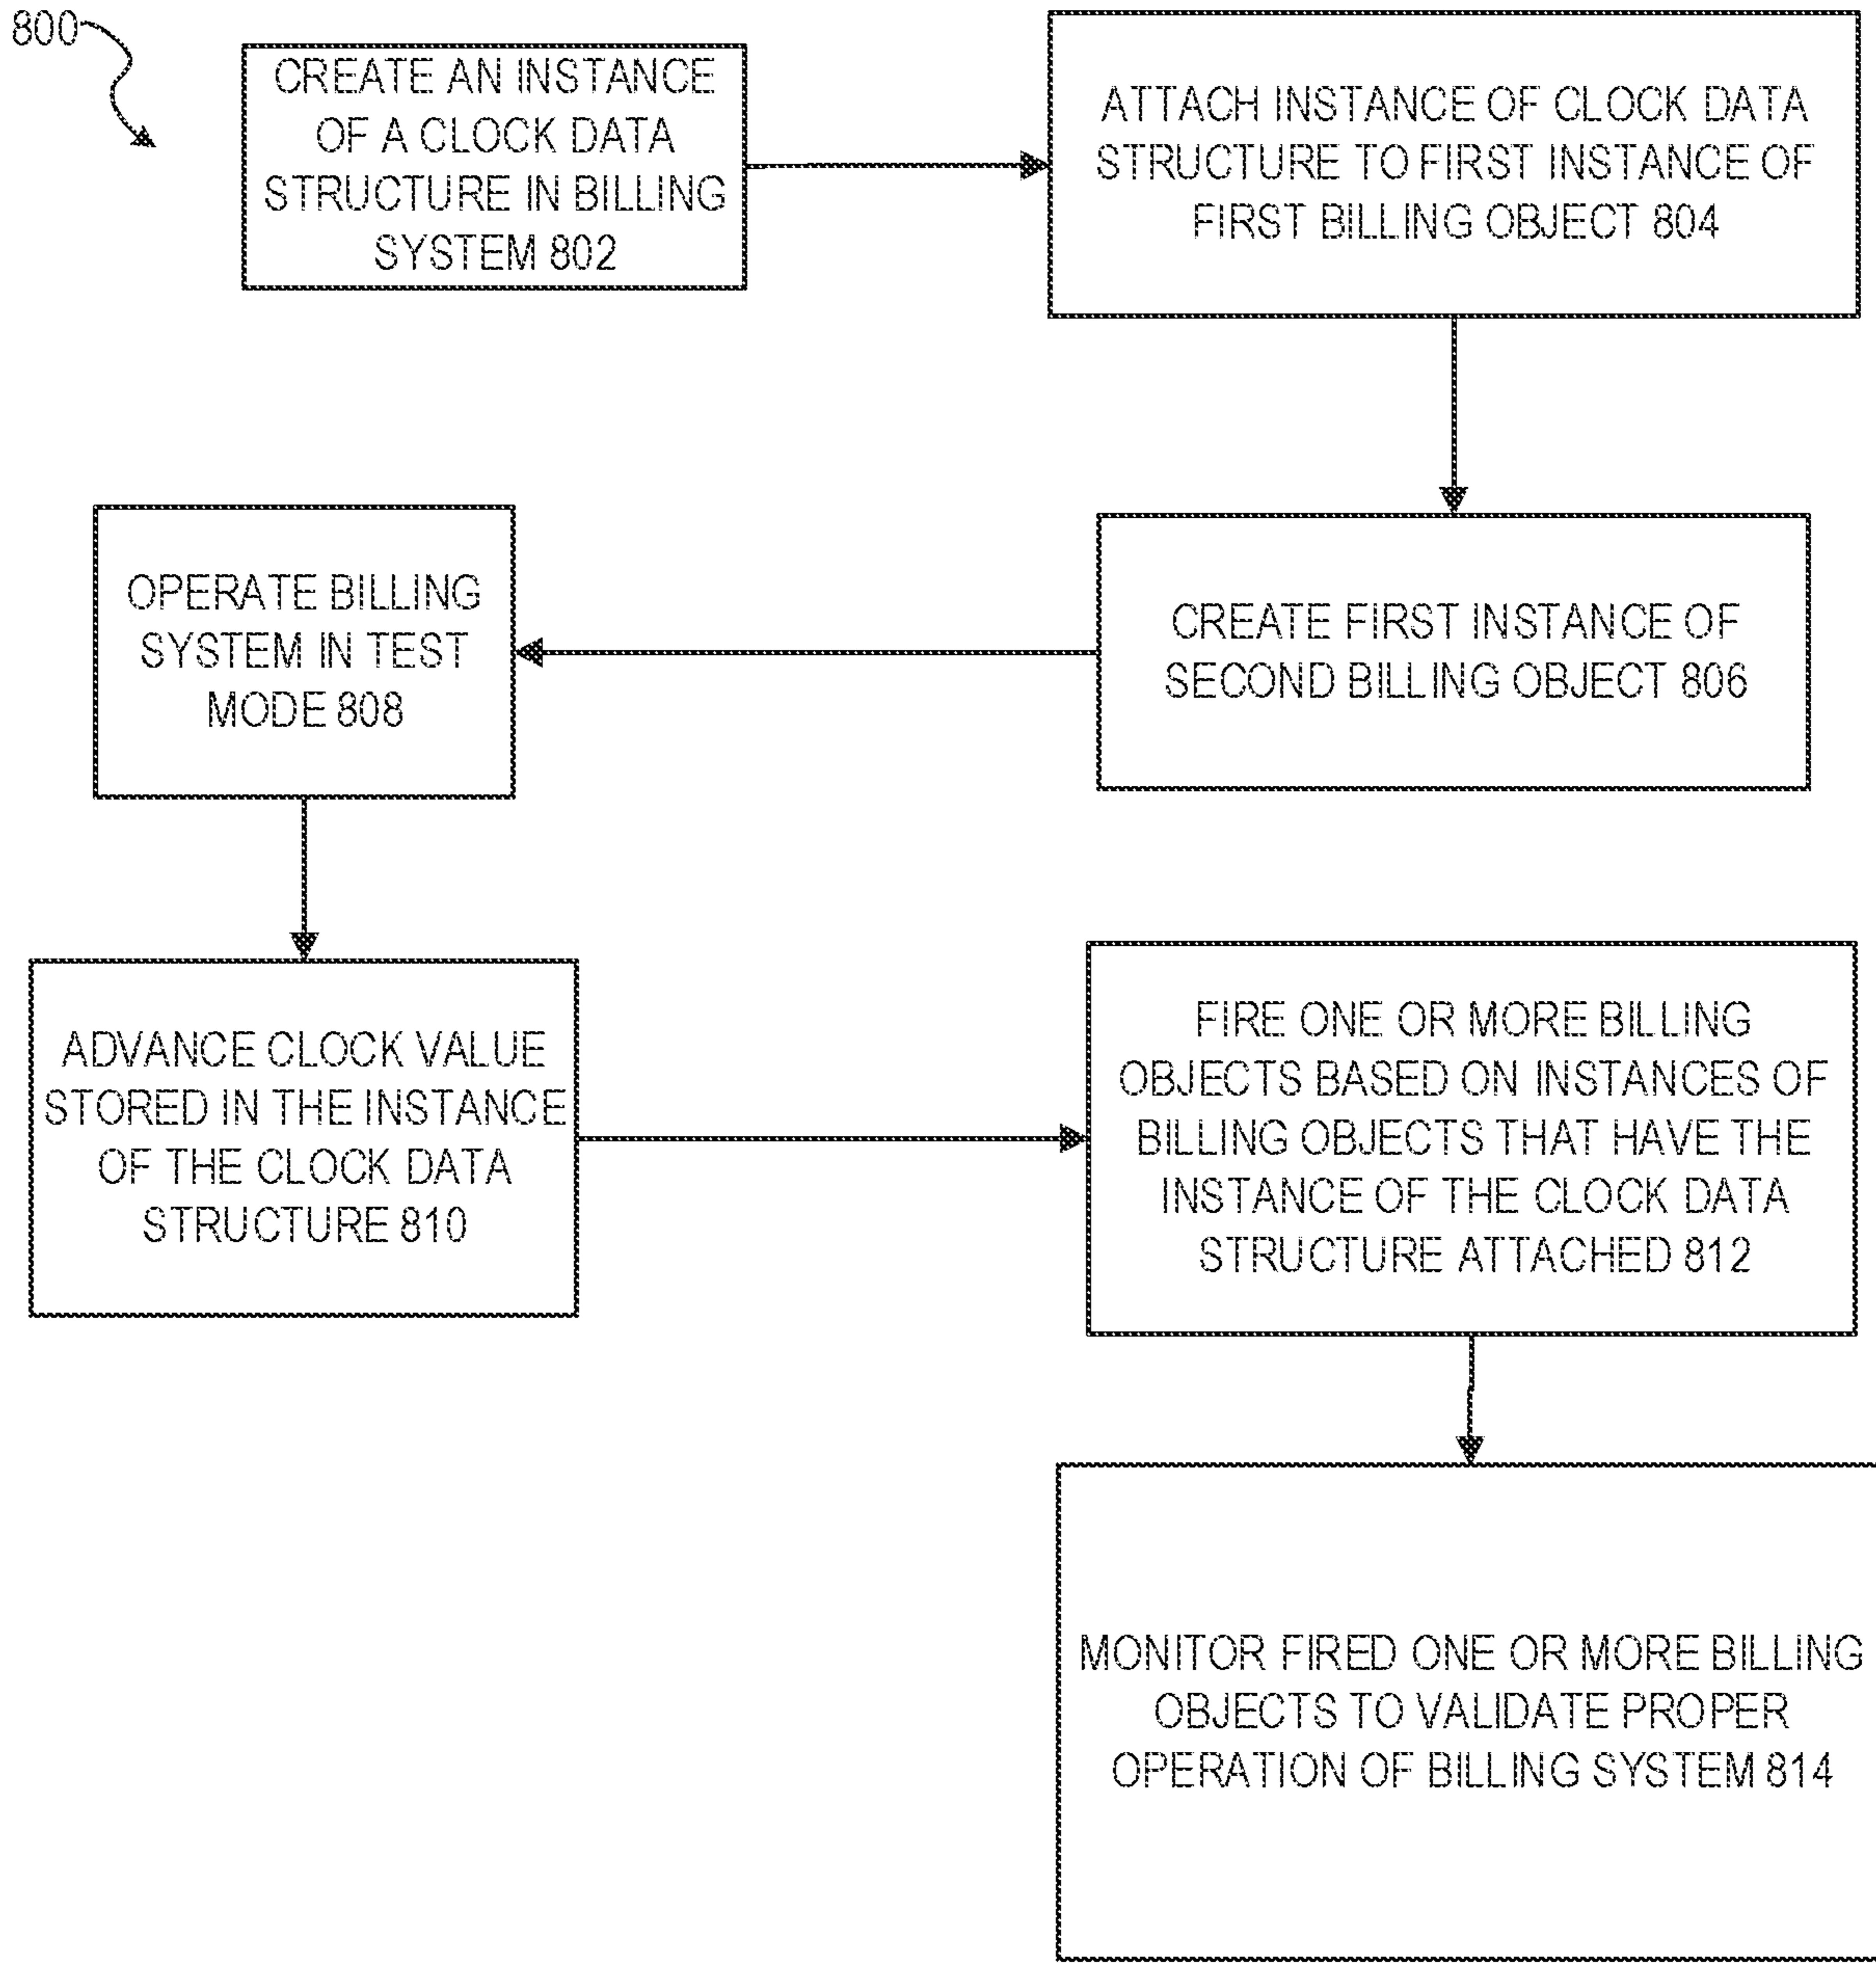 800
CREATE AN INSTANCE
OF A CLOCK DATA
STRUCTURE IN BILLING
SYSTEM 802
ATTACH INSTANCE OF CLOCK DATA
STRUCTURE TO FIRST INSTANCE OF
FIRST BILLING OBJECT 804
CREATE FIRST INSTANCE OF
SECOND BILLING OBJECT 806
OPERATE BILLING
SYSTEM IN TEST
MODE 808
ADVANCE CLOCK VALUE
STORED IN THE INSTANCE
OF THE CLOCK DATA
STRUCTURE 810
FIRE ONE OR MORE BILLING
OBJECTS BASED ON INSTANCES OF
BILLING OBJECTS THAT HAVE THE
INSTANCE OF THE CLOCK DATA
STRUCTURE ATTACHED 812
MONITOR FIRED ONE OR MORE BILLING
OBJECTS TO VALIDATE PROPER
OPERATION OF BILLING SYSTEM 814